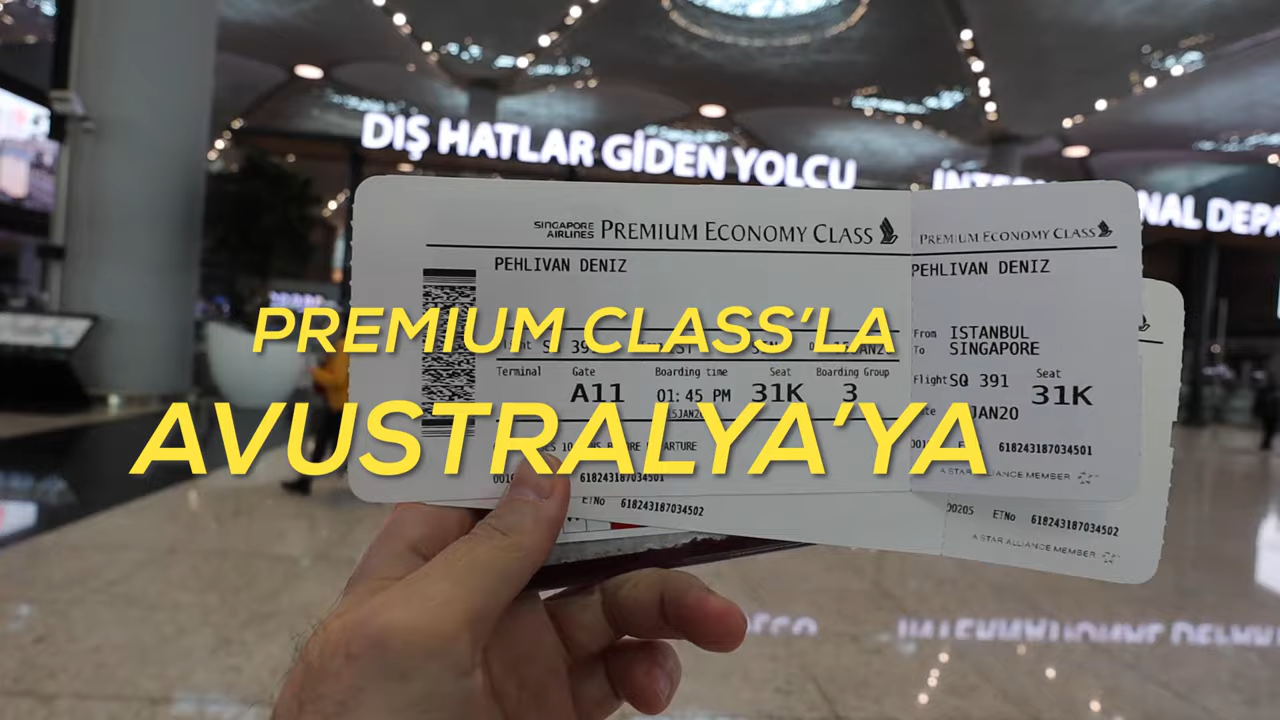 DIŞ HATLAR GİDEN YOLCU
SINGAPORE AIRLINES PREMIUM ECONOMY CLASS
PREMIUM ECONOMY CLASS
PEHLIVAN DENIZ
PEHLIVAN DENIZ
PREMIUM CLASS'LA
AVUSTRALYA'YA
From ISTANBUL
To SINGAPORE
Terminal Gate Boarding time Seat Boarding Group
A11 01:45 PM 31K 3
Flight SQ 391 Seat 31K
JAN20
618243187034501
618243187034501
A STAR ALLIANCE MEMBER
ETNo 618243187034502
00205 ETNo 618243187034502
A STAR ALLIANCE MEMBER